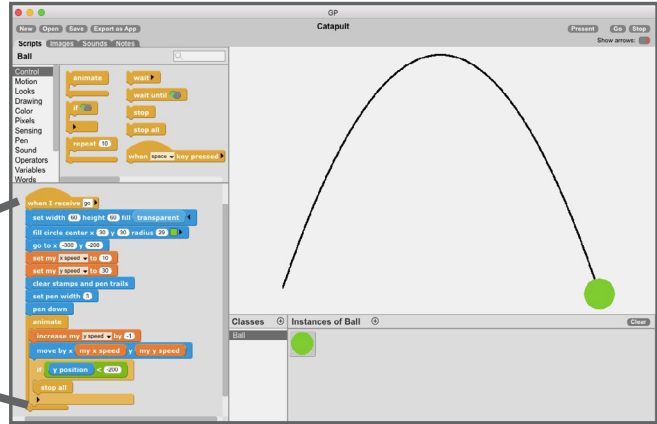 GP
New Open Save Export as App
Catapult
Present Go Stop
Show arrows:
Scripts Images Sounds Notes
Ball
Control
Motion
Looks
Drawing
Color
Pixels
Sensing
Pen
Sound
Operators
Variables
Words
animate
if
repeat 10
wait
wait until
stop
stop all
when space key pressed
when I receive go
set width 60 height 60 fill transparent
fill circle center x 30 y 30 radius 29
go to x -300 y -200
set my x speed to 10
set my y speed to 30
clear stamps and pen trails
set pen width 3
pen down
animate
increase my y speed by -1
move by x my x speed y my y speed
if y position < -200
stop all
Classes
Ball
Instances of Ball
Clear